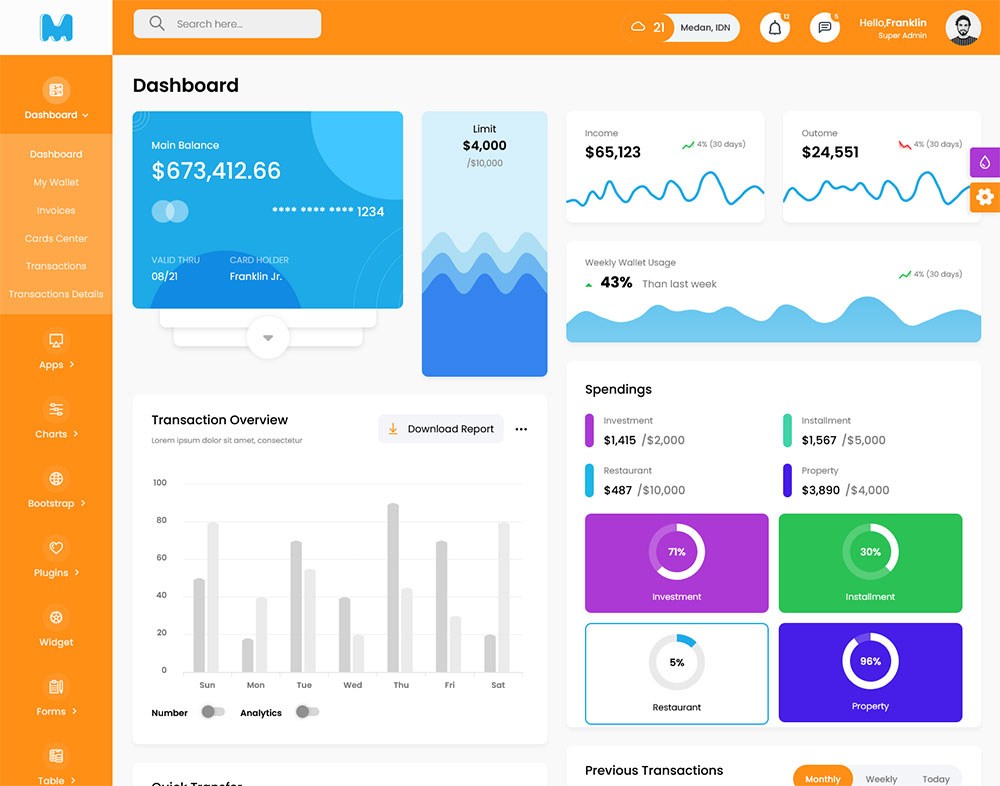 Search here...
21
Medan, IDN
12
5
Hello,Franklin
Super Admin
Dashboard
Dashboard
My Wallet
Invoices
Cards Center
Transactions
Transactions Details
Apps
Charts
Bootstrap
Plugins
Widget
Forms
Table
Dashboard
Main Balance
$673,412.66
**** **** **** 1234
VALID THRU
CARD HOLDER
08/21
Franklin Jr.
Limit
$4,000
/$10,000
Income
$65,123
4% (30 days)
Outome
$24,551
4% (30 days)
Weekly Wallet Usage
43% Than last week
4% (30 days)
Transaction Overview
Lorem ipsum dolor sit amet, consectetur
Download Report
100
80
60
40
20
0
Sun Mon Tue Wed Thu Fri Sat
Number
Analytics
Spendings
Investment
$1,415 /$2,000
Installment
$1,567 /$5,000
Restaurant
$487 /$10,000
Property
$3,890 /$4,000
71%
Investment
30%
Installment
5%
Restaurant
96%
Property
Quick Transfer
Previous Transactions
Monthly
Weekly
Today